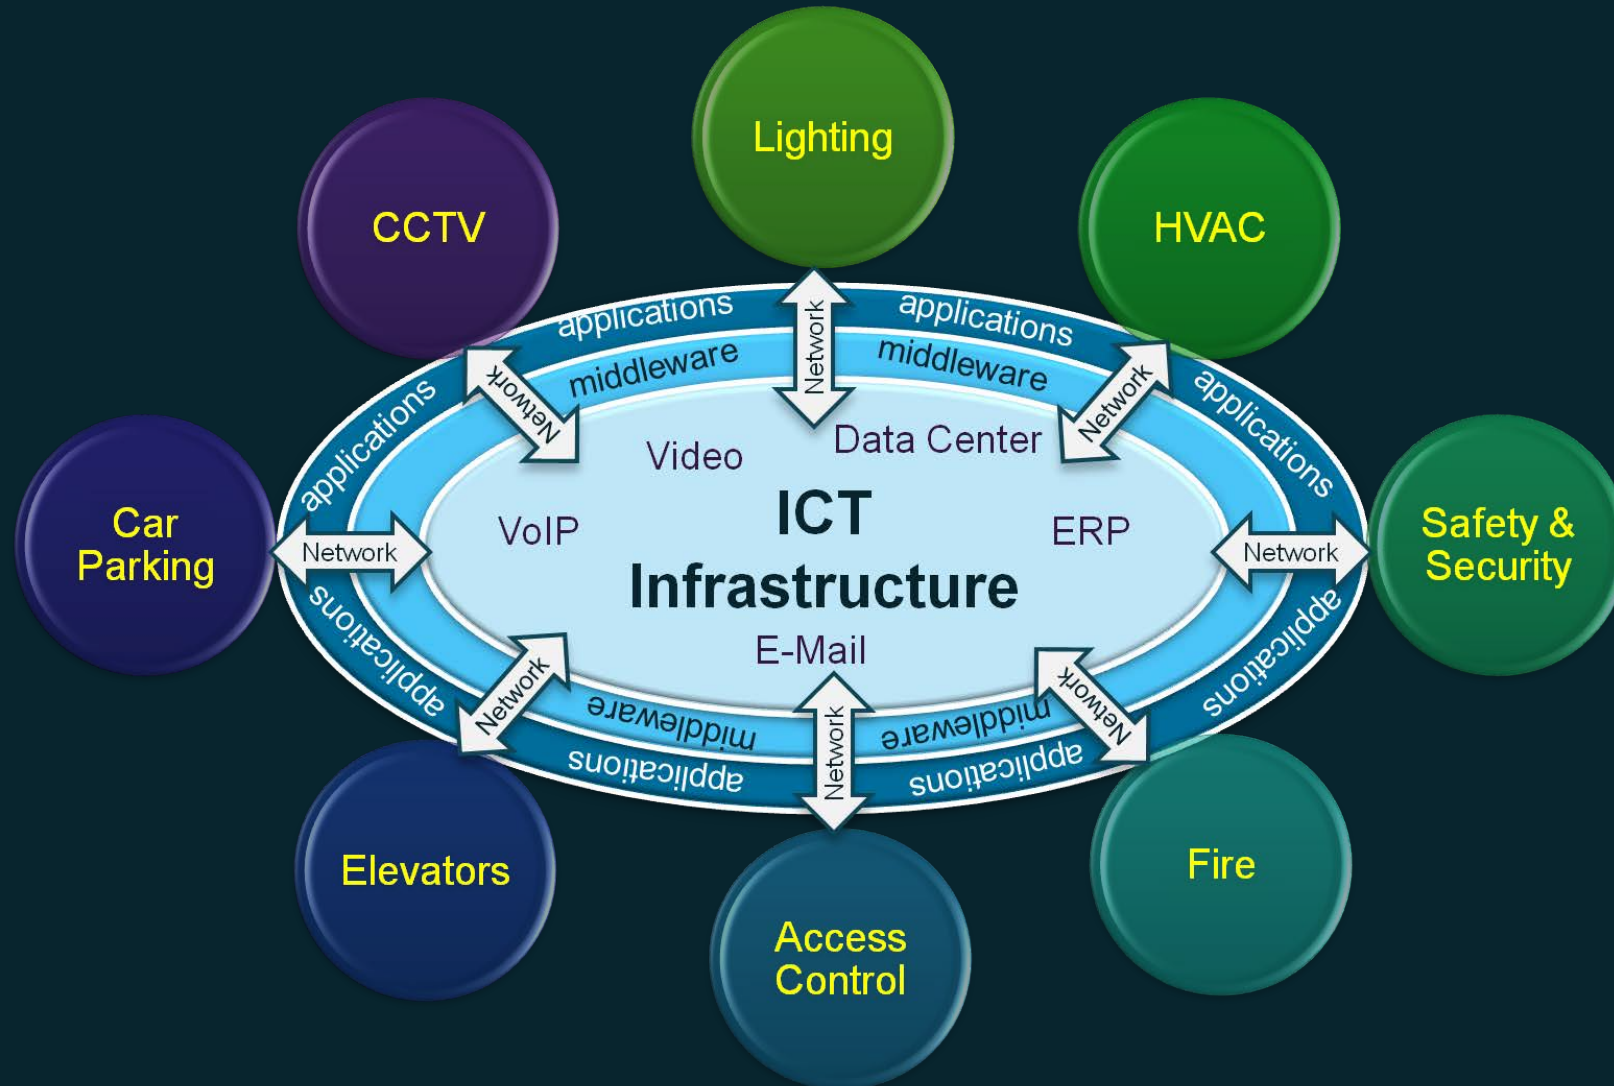 Lighting
CCTV
HVAC
applications
applications
Network
middleware
middleware
Network
Network
applications
applications
Video
Data Center
Car
Parking
VoIP
ICT
Infrastructure
ERP
Safety &
Security
Network
Network
applications
applications
E-Mail
Network
Network
Network
middleware
middleware
applications
applications
Elevators
Fire
Access
Control